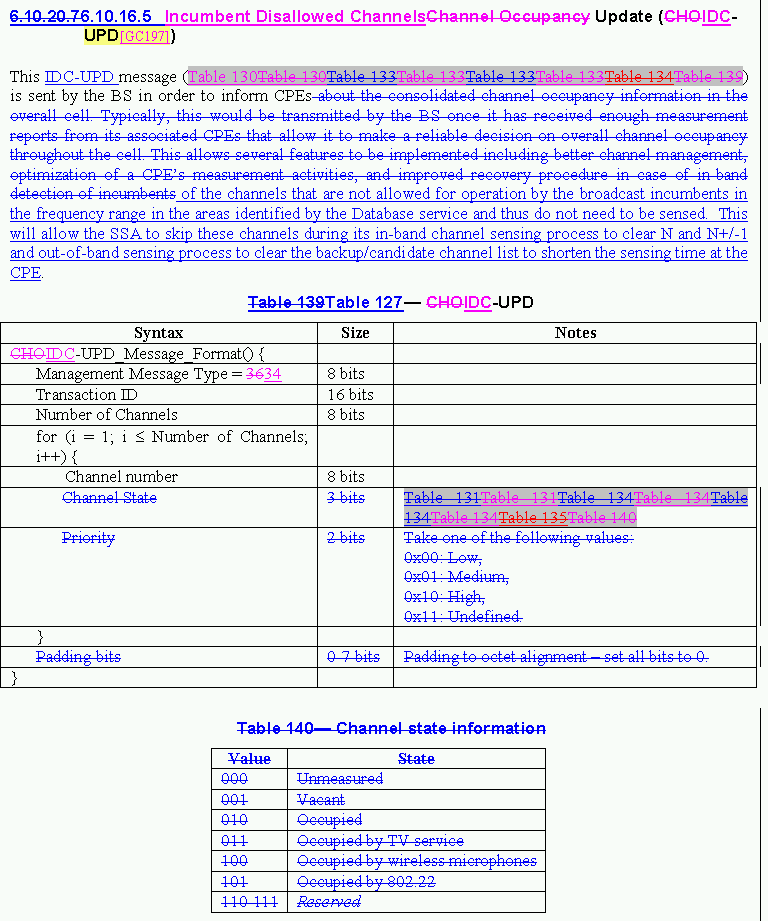 6.10.20.76.10.16.5 Incumbent Disallowed ChannelsChannel Occupancy Update (CHOIDC-
UPD[GC197])
This IDC-UPD message (Table 130Table 130Table 133Table 133Table 133Table 133Table 134Table 139)
is sent by the BS in order to inform CPEs about the consolidated channel occupancy information in the
overall cell. Typically, this would be transmitted by the BS once it has received enough measurement
reports from its associated CPEs that allow it to make a reliable decision on overall channel occupancy
throughout the cell. This allows several features to be implemented including better channel management,
optimization of a CPE's measurement activities, and improved recovery procedure in case of in-band
detection of incumbents of the channels that are not allowed for operation by the broadcast incumbents in
the frequency range in the areas identified by the Database service and thus do not need to be sensed. This
will allow the SSA to skip these channels during its in-band channel sensing process to clear N and N+/-1
and out-of-band sensing process to clear the backup/candidate channel list to shorten the sensing time at the
CPE.
Table 139Table 127— CHOIDC-UPD
Syntax Size Notes
CHOIDC-UPD_Message_Format() {
Management Message Type = 3634 8 bits
Transaction ID 16 bits
Number of Channels 8 bits
for (i = 1; i ≤ Number of Channels;
i++) {
Channel number 8 bits
Channel State 3 bits Table 131Table 131Table 134Table 134Table
134Table 134Table 135Table 140
Priority 2 bits Take one of the following values:
0x00: Low,
0x01: Medium,
0x10: High,
0x11: Undefined.
}
Padding bits 0-7 bits Padding to octet alignment – set all bits to 0.
}
Table 140— Channel state information
Value State
000 Unmeasured
001 Vacant
010 Occupied
011 Occupied by TV service
100 Occupied by wireless microphones
101 Occupied by 802.22
110-111 Reserved